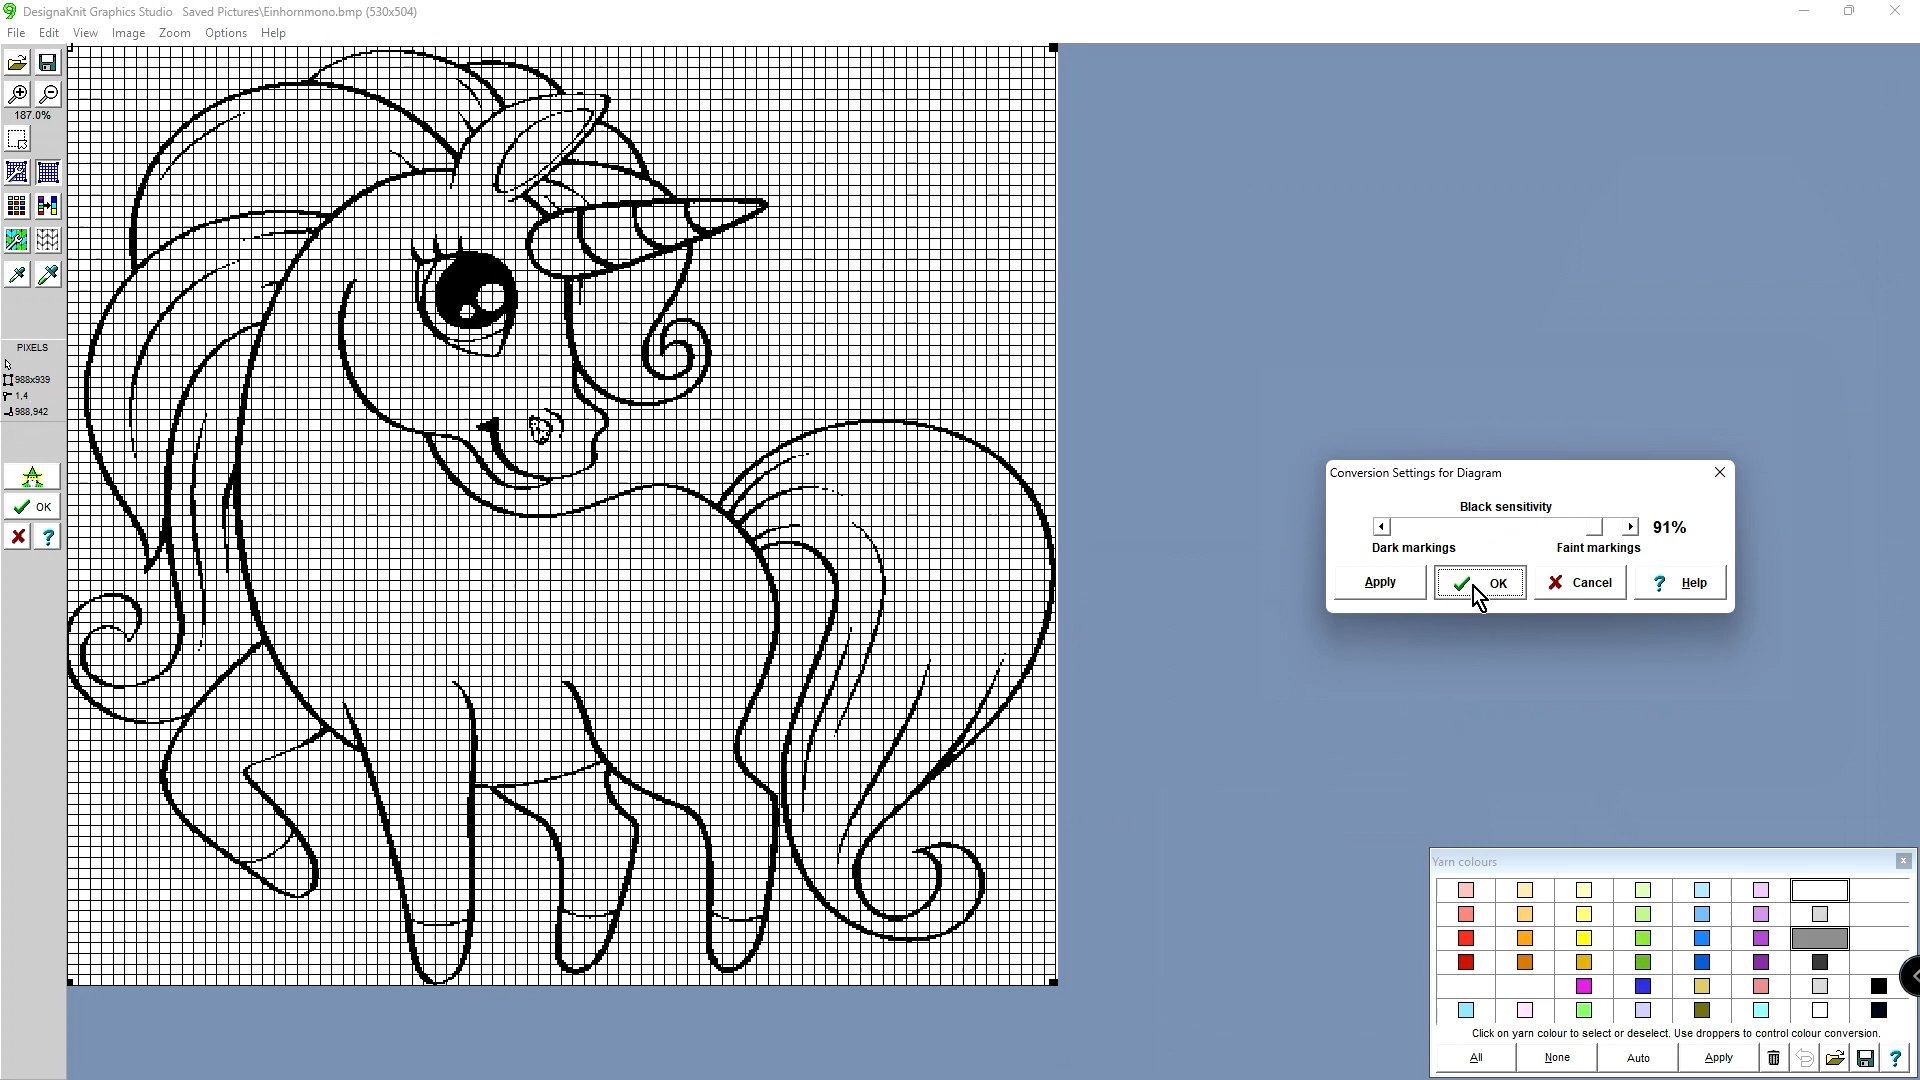 DesignaKnit Graphics Studio Saved Pictures\Einhornmono.bmp (530x504)
File Edit View Image Zoom Options Help
187.0%
PIXELS
988x939
1,4
988,942
OK
?
Conversion Settings for Diagram
Black sensitivity
91%
Dark markings Faint markings
Apply OK Cancel ? Help
Yarn colours
Click on yarn colour to select or deselect. Use droppers to control colour conversion.
All None Auto Apply ?